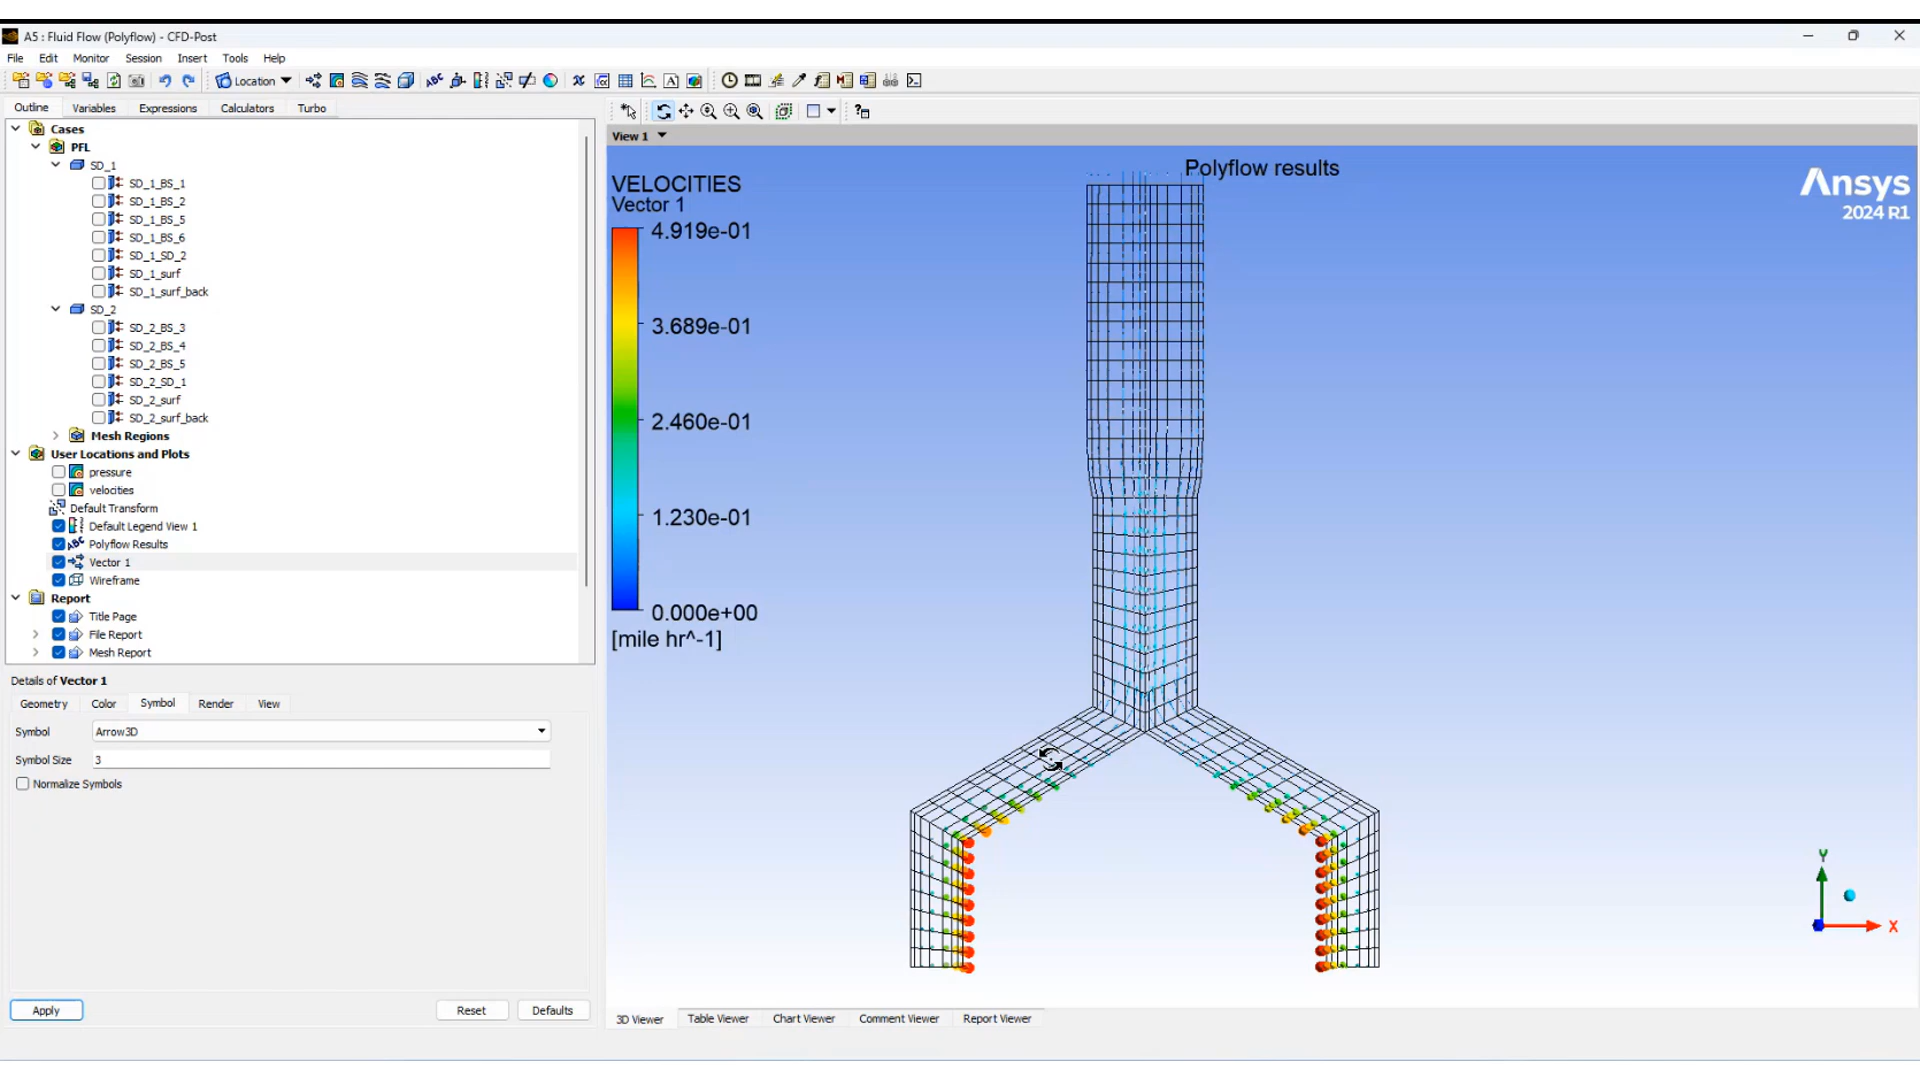 A5 : Fluid Flow (Polyflow) - CFD-Post
File Edit Monitor Session Insert Tools Help
Location
Outline Variables Expressions Calculators Turbo
Cases
PFL
SD_1
SD_1_BS_1
SD_1_BS_2
SD_1_BS_5
SD_1_BS_6
SD_1_SD_2
SD_1_surf
SD_1_surf_back
SD_2
SD_2_BS_3
SD_2_BS_4
SD_2_BS_5
SD_2_SD_1
SD_2_surf
SD_2_surf_back
Mesh Regions
User Locations and Plots
pressure
velocities
Default Transform
Default Legend View 1
Polyflow Results
Vector 1
Wireframe
Report
Title Page
File Report
Mesh Report
Details of Vector 1
Geometry Color Symbol Render View
Symbol Arrow3D
Symbol Size 3
Normalize Symbols
Apply Reset Defaults
View 1
Polyflow results
VELOCITIES
Vector 1
4.919e-01
3.689e-01
2.460e-01
1.230e-01
0.000e+00
[mile hr^-1]
Ansys
2024 R1
Y
X
3D Viewer Table Viewer Chart Viewer Comment Viewer Report Viewer